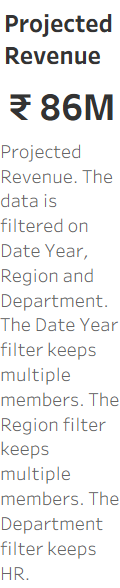 Projected
Revenue
₹ 86M
Projected
Revenue. The
data is
filtered on
Date Year,
Region and
Department.
The Date Year
filter keeps
multiple
members. The
Region filter
keeps
multiple
members. The
Department
filter keeps
HR.